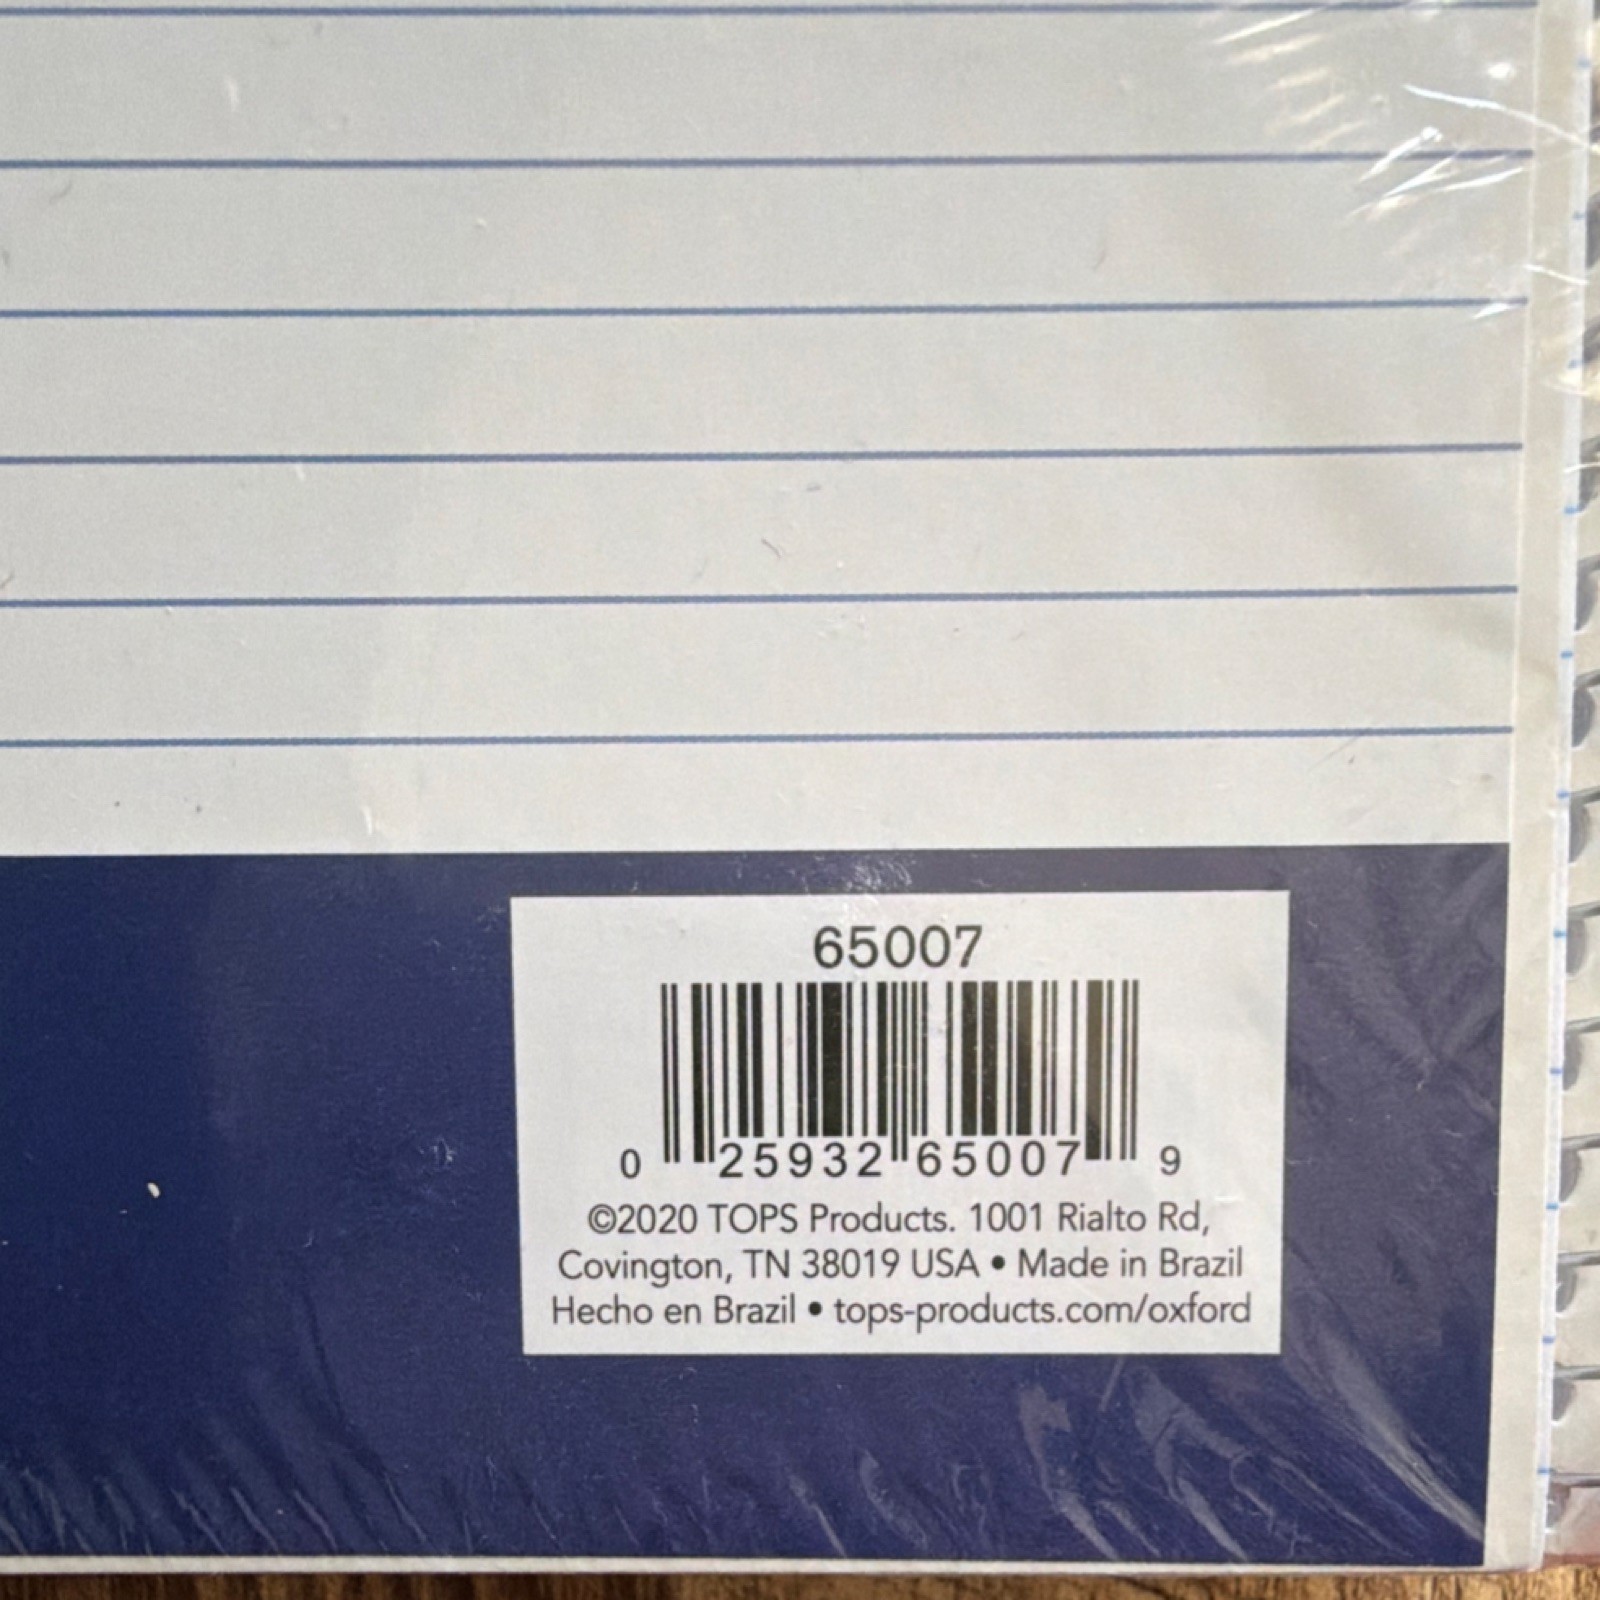 65007
0 25932 65007 9
©2020 TOPS Products. 1001 Rialto Rd,
Covington, TN 38019 USA • Made in Brazil
Hecho en Brazil • tops-products.com/oxford